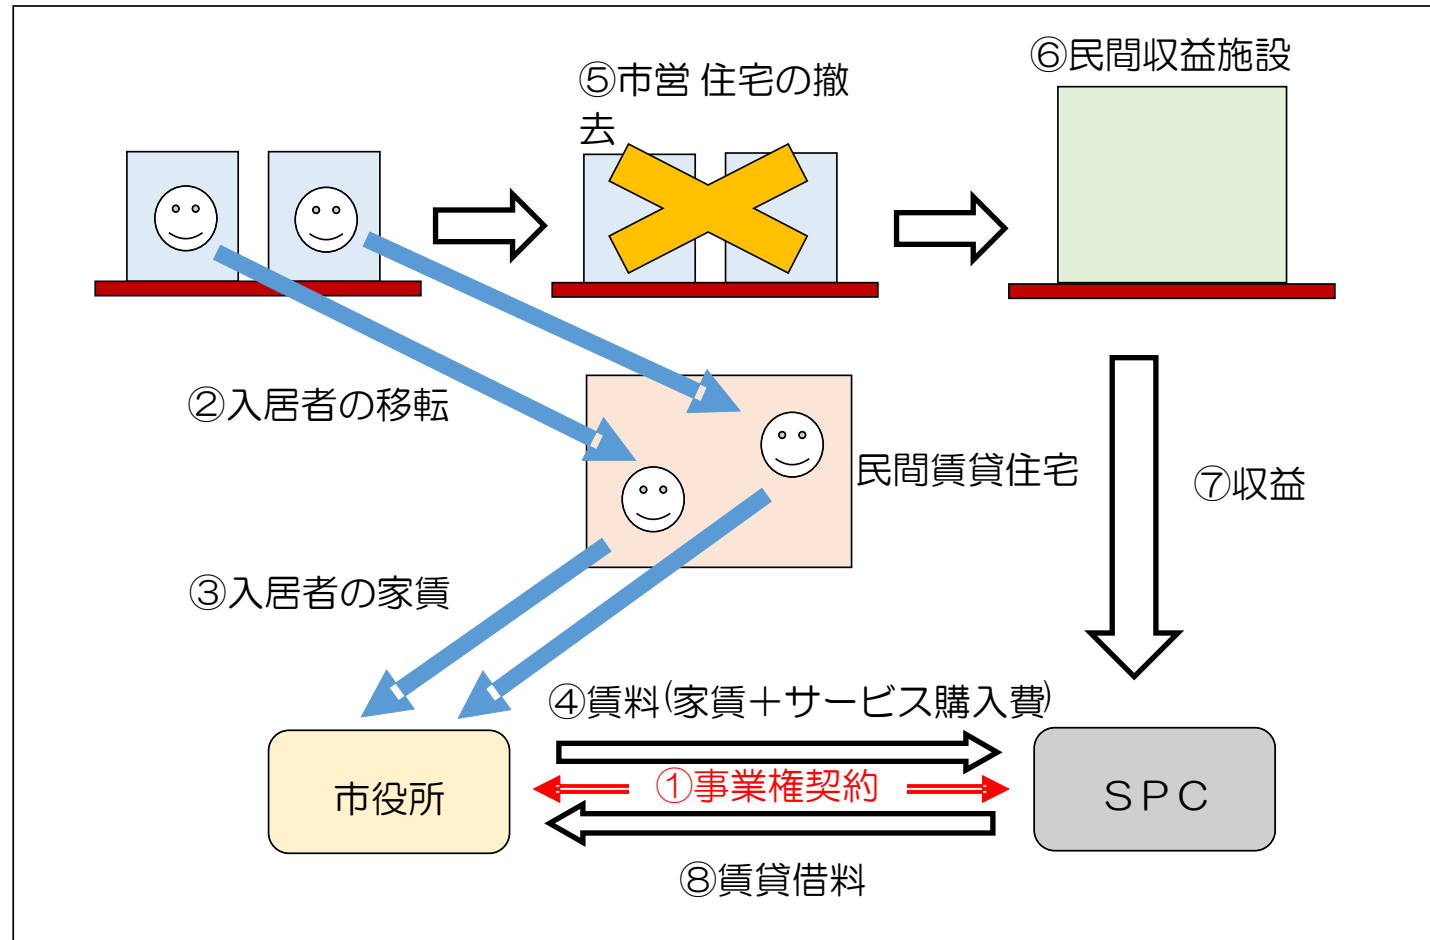 ⑥民間収益施設
⑤市営 住宅の撤
去
②入居者の移転
民間賃貸住宅
⑦収益
③入居者の家賃
④賃料(家賃＋サービス購入費)
①事業権契約
市役所
ＳＰＣ
⑧賃貸借料